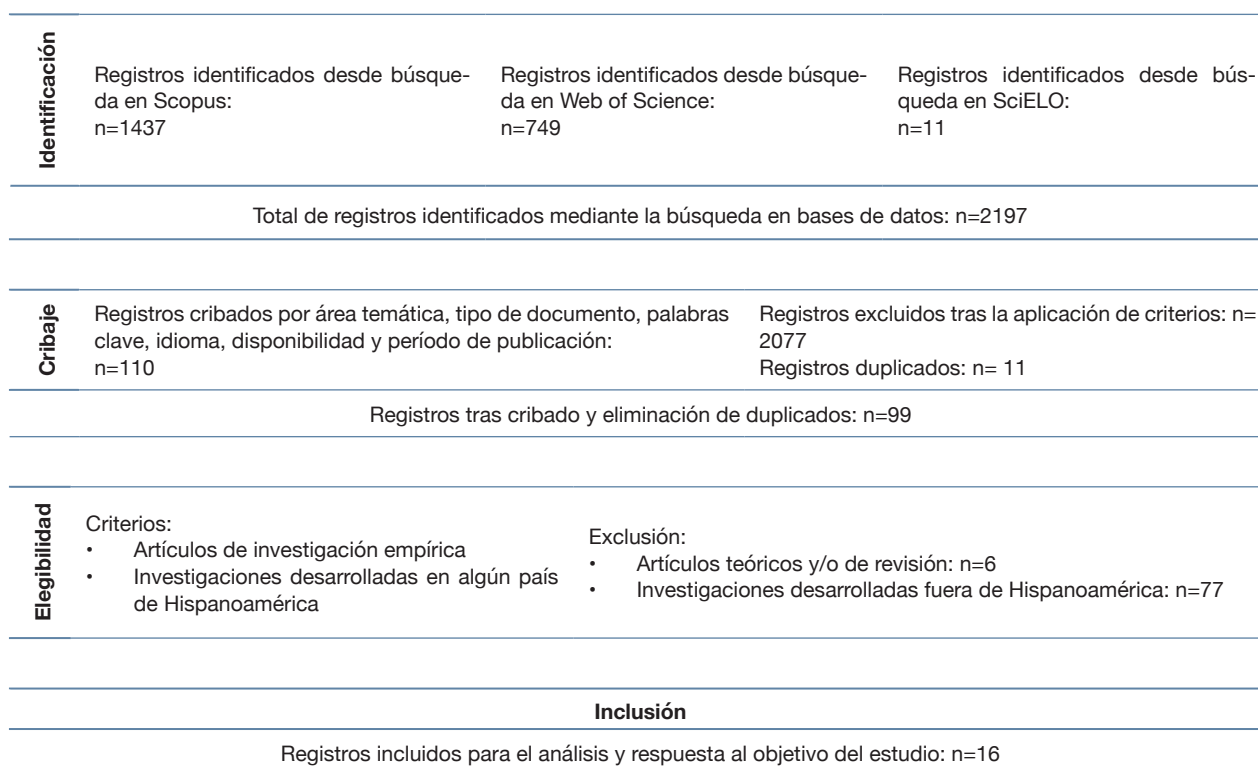 Identificación
Registros identificados desde búsque-
da en Scopus:
n=1437
Registros identificados desde búsque-
da en Web of Science:
n=749
Registros identificados desde bús-
queda en SciELO:
n=11
Total de registros identificados mediante la búsqueda en bases de datos: n=2197
Cribaje
Registros cribados por área temática, tipo de documento, palabras
clave, idioma, disponibilidad y período de publicación:
n=110
Registros excluidos tras la aplicación de criterios: n=
2077
Registros duplicados: n= 11
Registros tras cribado y eliminación de duplicados: n=99
Elegibilidad
Criterios:
• Artículos de investigación empírica
• Investigaciones desarrolladas en algún país
de Hispanoamérica
Exclusión:
• Artículos teóricos y/o de revisión: n=6
• Investigaciones desarrolladas fuera de Hispanoamérica: n=77
Inclusión
Registros incluidos para el análisis y respuesta al objetivo del estudio: n=16